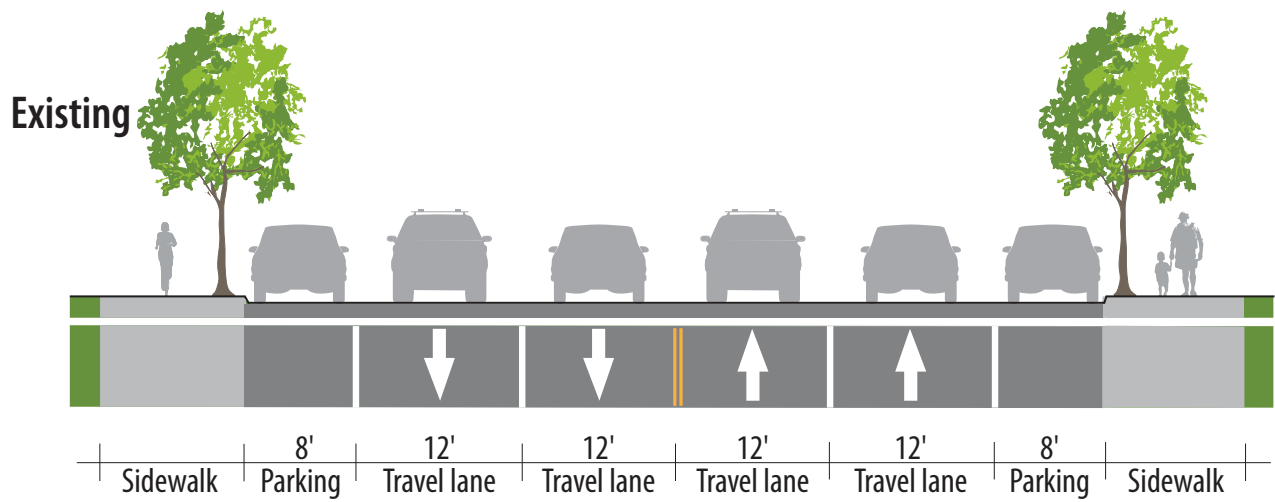 Existing
8' 12' 12' 12' 12' 8'
Sidewalk Parking Travel lane Travel lane Travel lane Travel lane Parking Sidewalk